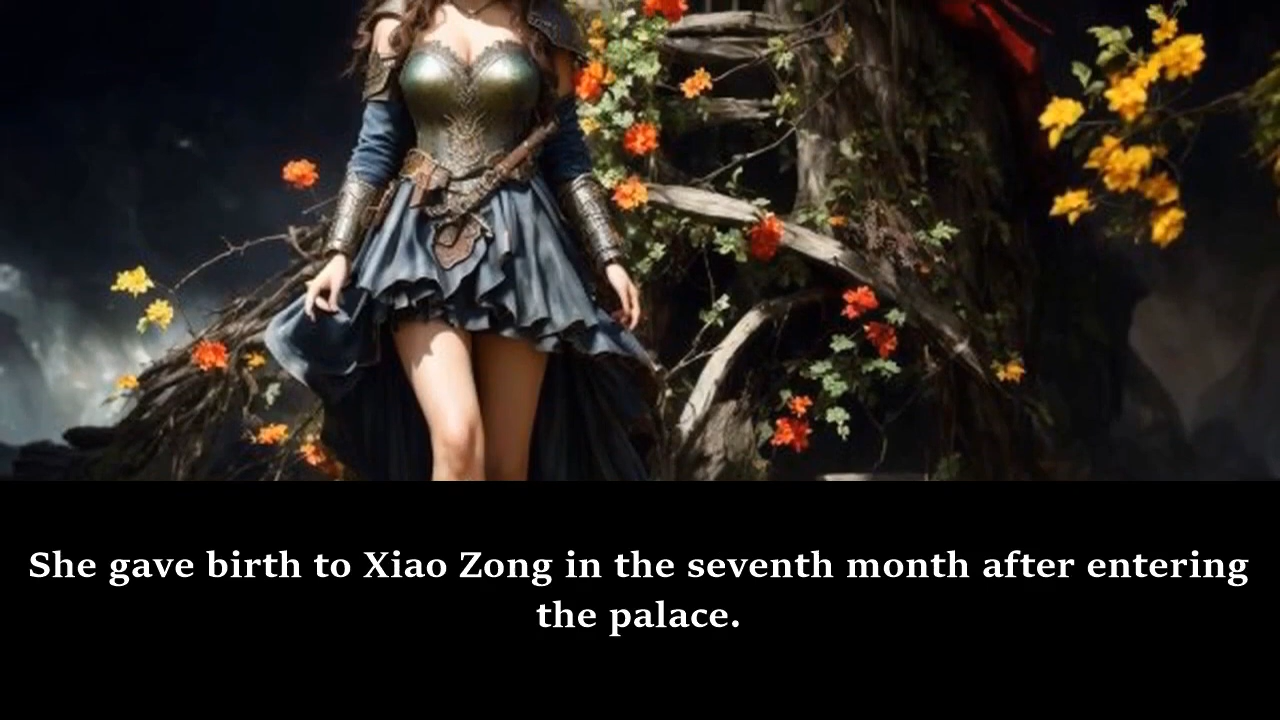 She gave birth to Xiao Zong in the seventh month after entering
the palace.